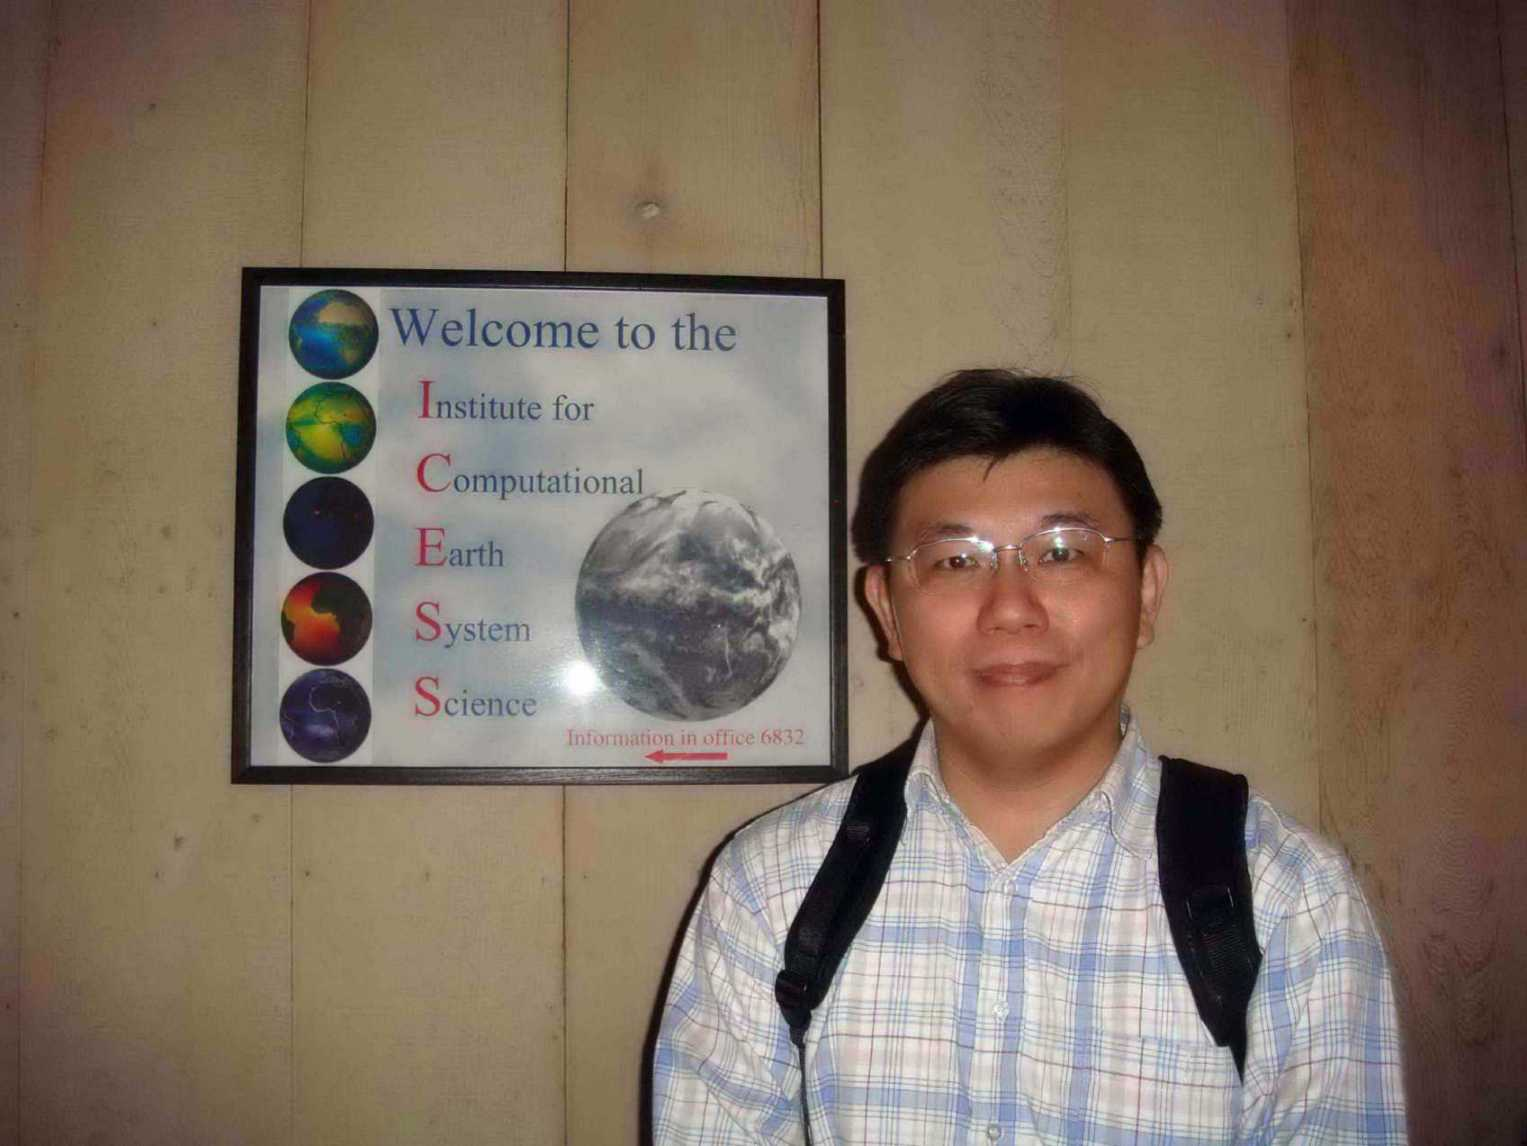 Welcome to the
Institute for
Computational
Earth
System
Science
Information in office 6832